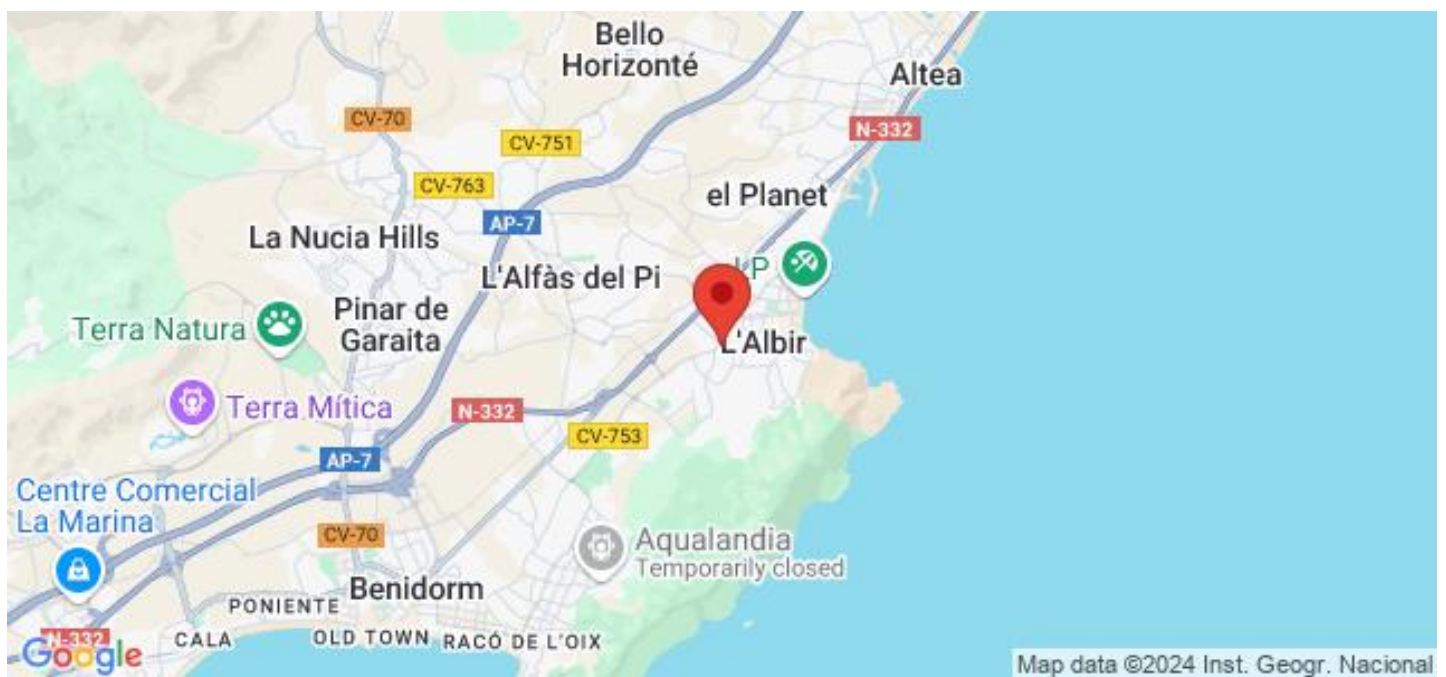 Bello
Horizonté
Altea
CV-70
N-332
CV-751
CV-763
el Planet
AP-7
La Nucia Hills
L'Alfàs del Pi
Pinar de
Garaita
Terra Natura
L'Albir
Terra Mítica
N-332
CV-753
AP-7
Centre Comercial
La Marina
CV-70
Aqualandia
Temporarily closed
Benidorm
PONIENTE
N-332
CALA
OLD TOWN
RACÓ DE L'OIX
Google
Map data ©2024 Inst. Geogr. Nacional